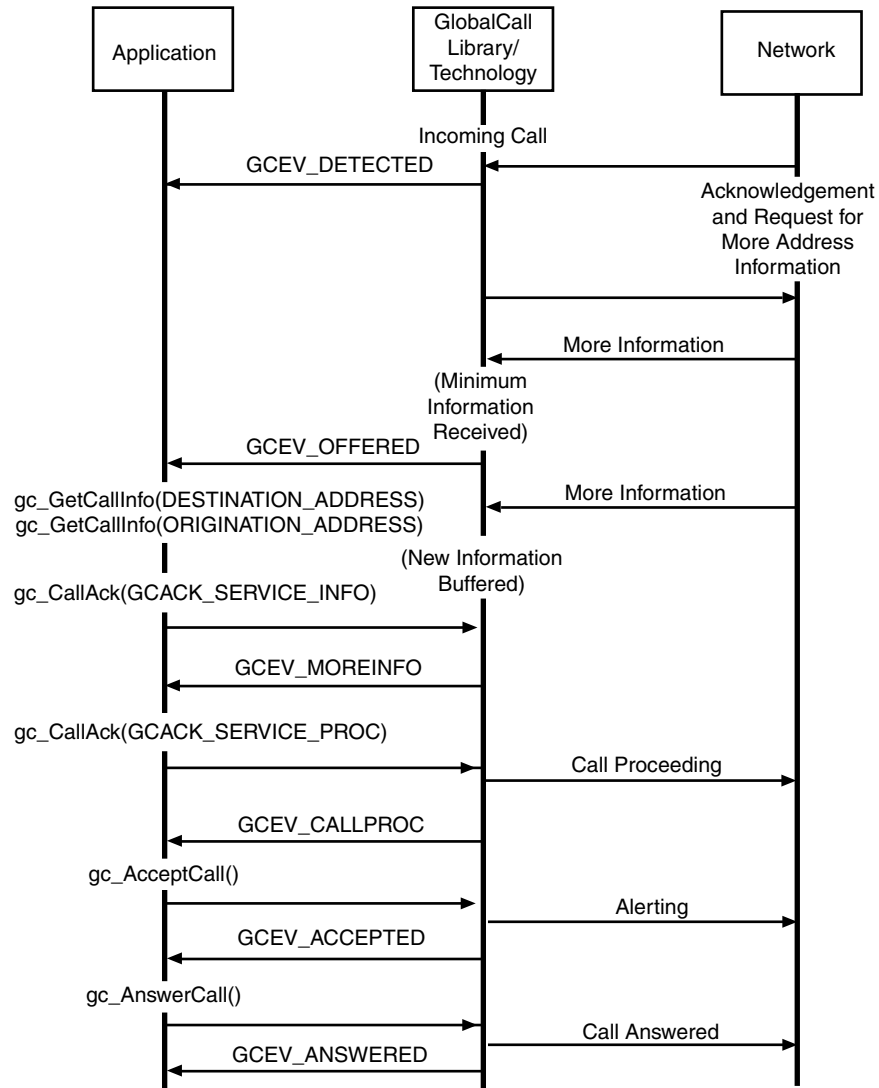 Application
GlobalCall
Library/
Technology
Network
Incoming Call
GCEV_DETECTED
Acknowledgement
and Request for
More Address
Information
More Information
(Minimum
Information
Received)
GCEV_OFFERED
gc_GetCallInfo(DESTINATION_ADDRESS)
More Information
gc_GetCallInfo(ORIGINATION_ADDRESS)
(New Information
Buffered)
gc_CallAck(GCACK_SERVICE_INFO)
GCEV_MOREINFO
gc_CallAck(GCACK_SERVICE_PROC)
Call Proceeding
GCEV_CALLPROC
gc_AcceptCall()
Alerting
GCEV_ACCEPTED
gc_AnswerCall()
Call Answered
GCEV_ANSWERED